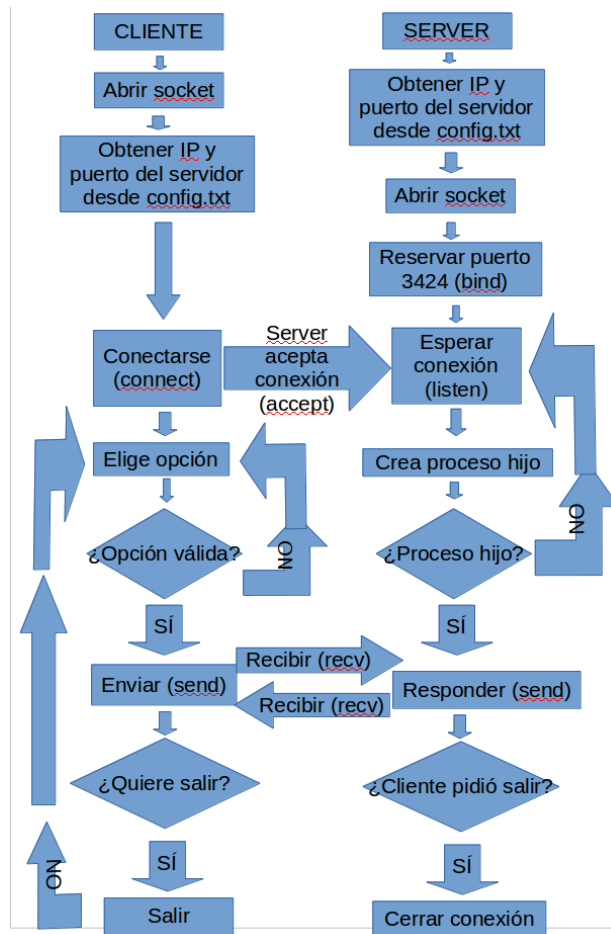 CLIENTE
Abrir socket
Obtener IP y
puerto del servidor
desde config.txt
Conectarse
(connect)
Server
acepta
conexión
(accept)
Elige opción
¿Opción válida?
NO
SÍ
Enviar (send)
Recibir (recv)
Recibir (recv)
¿Quiere salir?
NO
SÍ
Salir
SERVER
Obtener IP y
puerto del servidor
desde config.txt
Abrir socket
Reservar puerto
3424 (bind)
Esperar
conexión
(listen)
Crea proceso hijo
¿Proceso hijo?
NO
SÍ
Responder (send)
¿Cliente pidió salir?
SÍ
Cerrar conexión